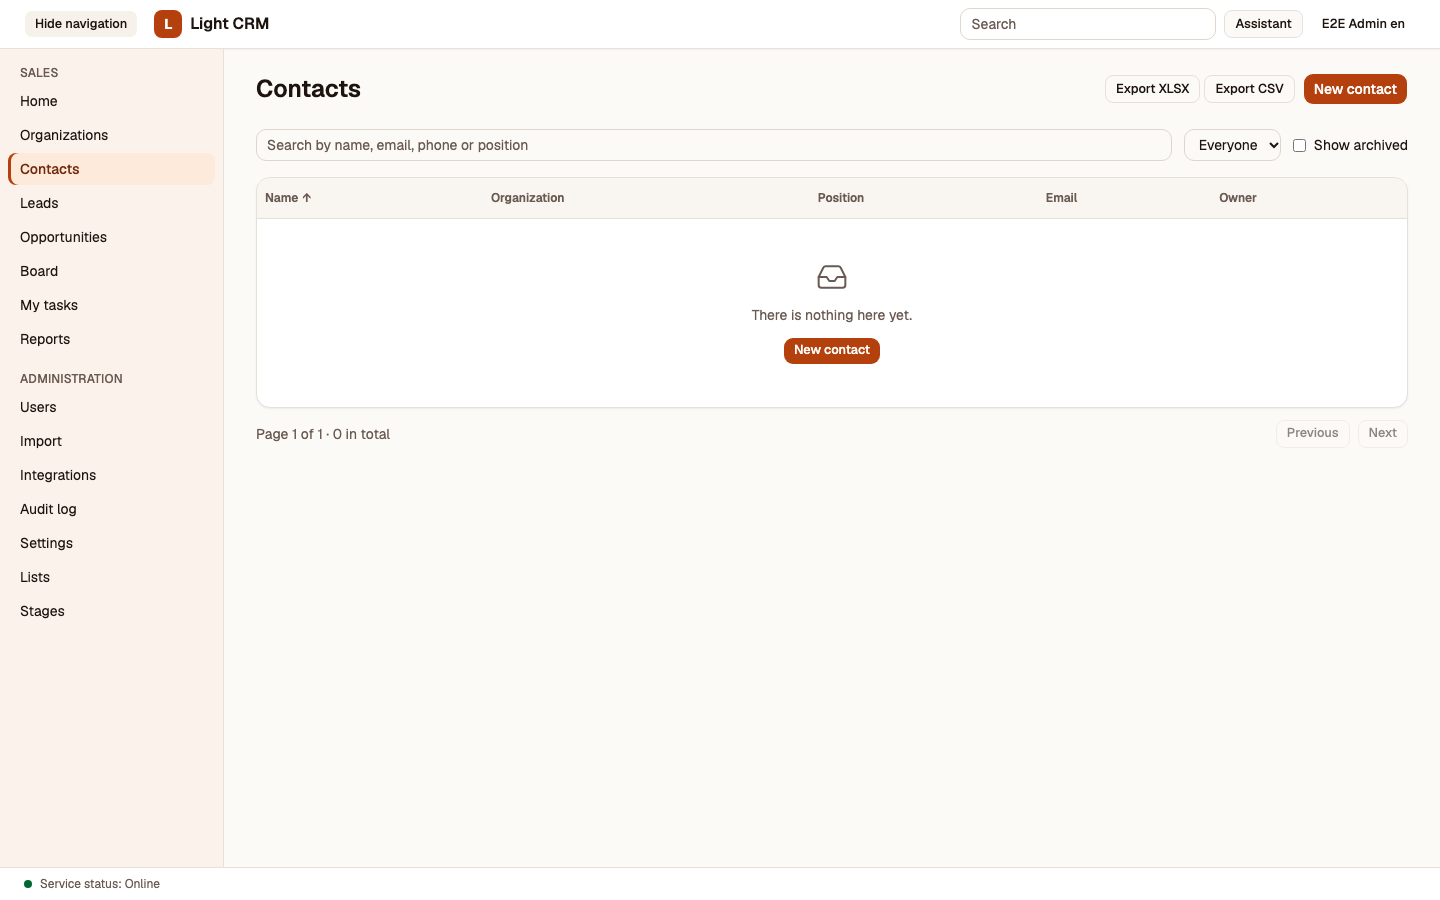 Hide navigation
L
Light CRM
Search
Assistant
E2E Admin en
SALES
Home
Organizations
Contacts
Leads
Opportunities
Board
My tasks
Reports
ADMINISTRATION
Users
Import
Integrations
Audit log
Settings
Lists
Stages
Contacts
Export XLSX
Export CSV
New contact
Search by name, email, phone or position
Everyone
Show archived
Name ↑
Organization
Position
Email
Owner
There is nothing here yet.
New contact
Page 1 of 1 · 0 in total
Previous
Next
Service status: Online